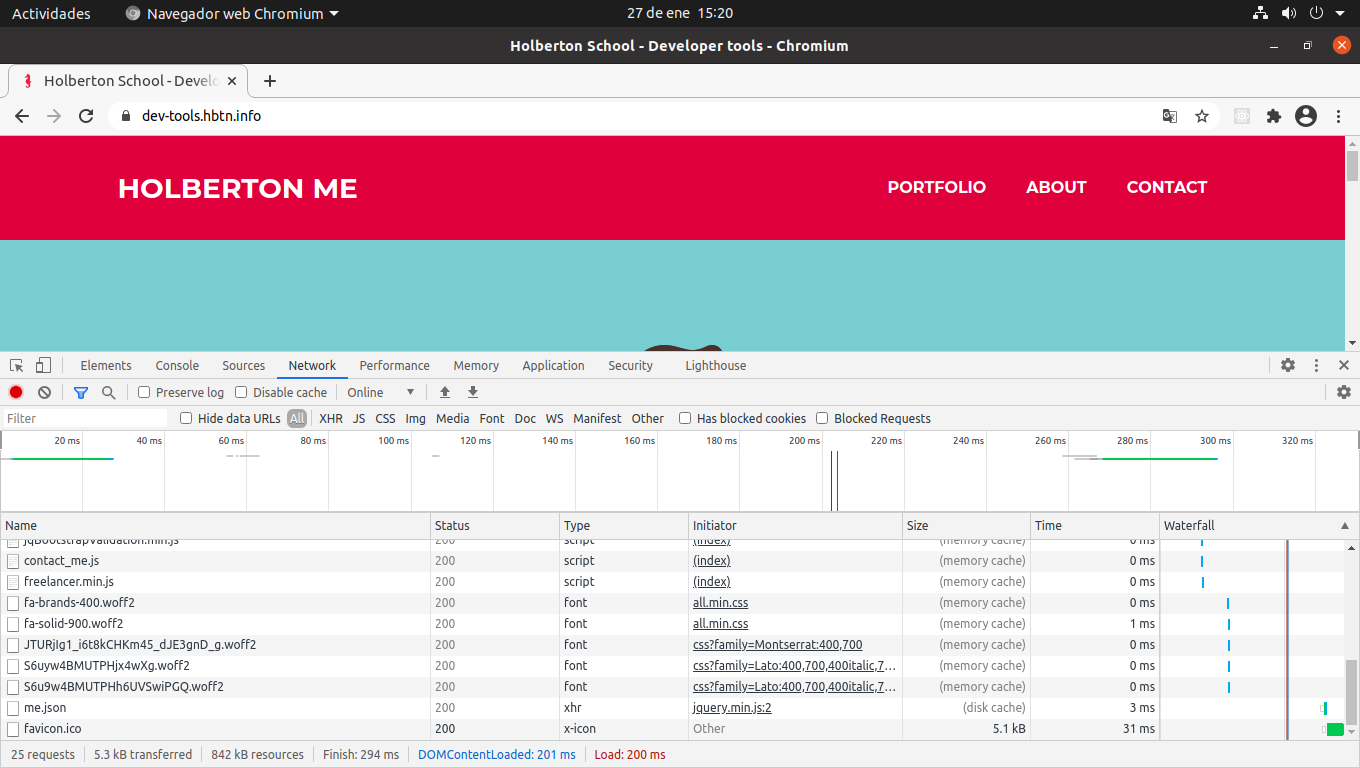 Actividades Navegador web Chromium 27 de ene 15:20
Holberton School - Developer tools - Chromium
Holberton School - Develo
dev-tools.hbtn.info
HOLBERTON ME PORTFOLIO ABOUT CONTACT
Elements Console Sources Network Performance Memory Application Security Lighthouse
Preserve log Disable cache Online
Filter Hide data URLs All XHR JS CSS Img Media Font Doc WS Manifest Other Has blocked cookies Blocked Requests
20 ms 40 ms 60 ms 80 ms 100 ms 120 ms 140 ms 160 ms 180 ms 200 ms 220 ms 240 ms 260 ms 280 ms 300 ms 320 ms
Name Status Type Initiator Size Time Waterfall
jqBootstrapValidation.min.js 200 script (index) (memory cache) 0 ms
contact_me.js 200 script (index) (memory cache) 0 ms
freelancer.min.js 200 script (index) (memory cache) 0 ms
fa-brands-400.woff2 200 font all.min.css (memory cache) 0 ms
fa-solid-900.woff2 200 font all.min.css (memory cache) 1 ms
JTURjIg1_i6t8kCHKm45_dJE3gnD_g.woff2 200 font css?family=Montserrat:400,700 (memory cache) 0 ms
S6uyw4BMUTPHjx4wXg.woff2 200 font css?family=Lato:400,700,400italic,7… (memory cache) 0 ms
S6u9w4BMUTPHh6UVSwiPGQ.woff2 200 font css?family=Lato:400,700,400italic,7… (memory cache) 0 ms
me.json 200 xhr jquery.min.js:2 (disk cache) 3 ms
favicon.ico 200 x-icon Other 5.1 kB 31 ms
25 requests 5.3 kB transferred 842 kB resources Finish: 294 ms DOMContentLoaded: 201 ms Load: 200 ms